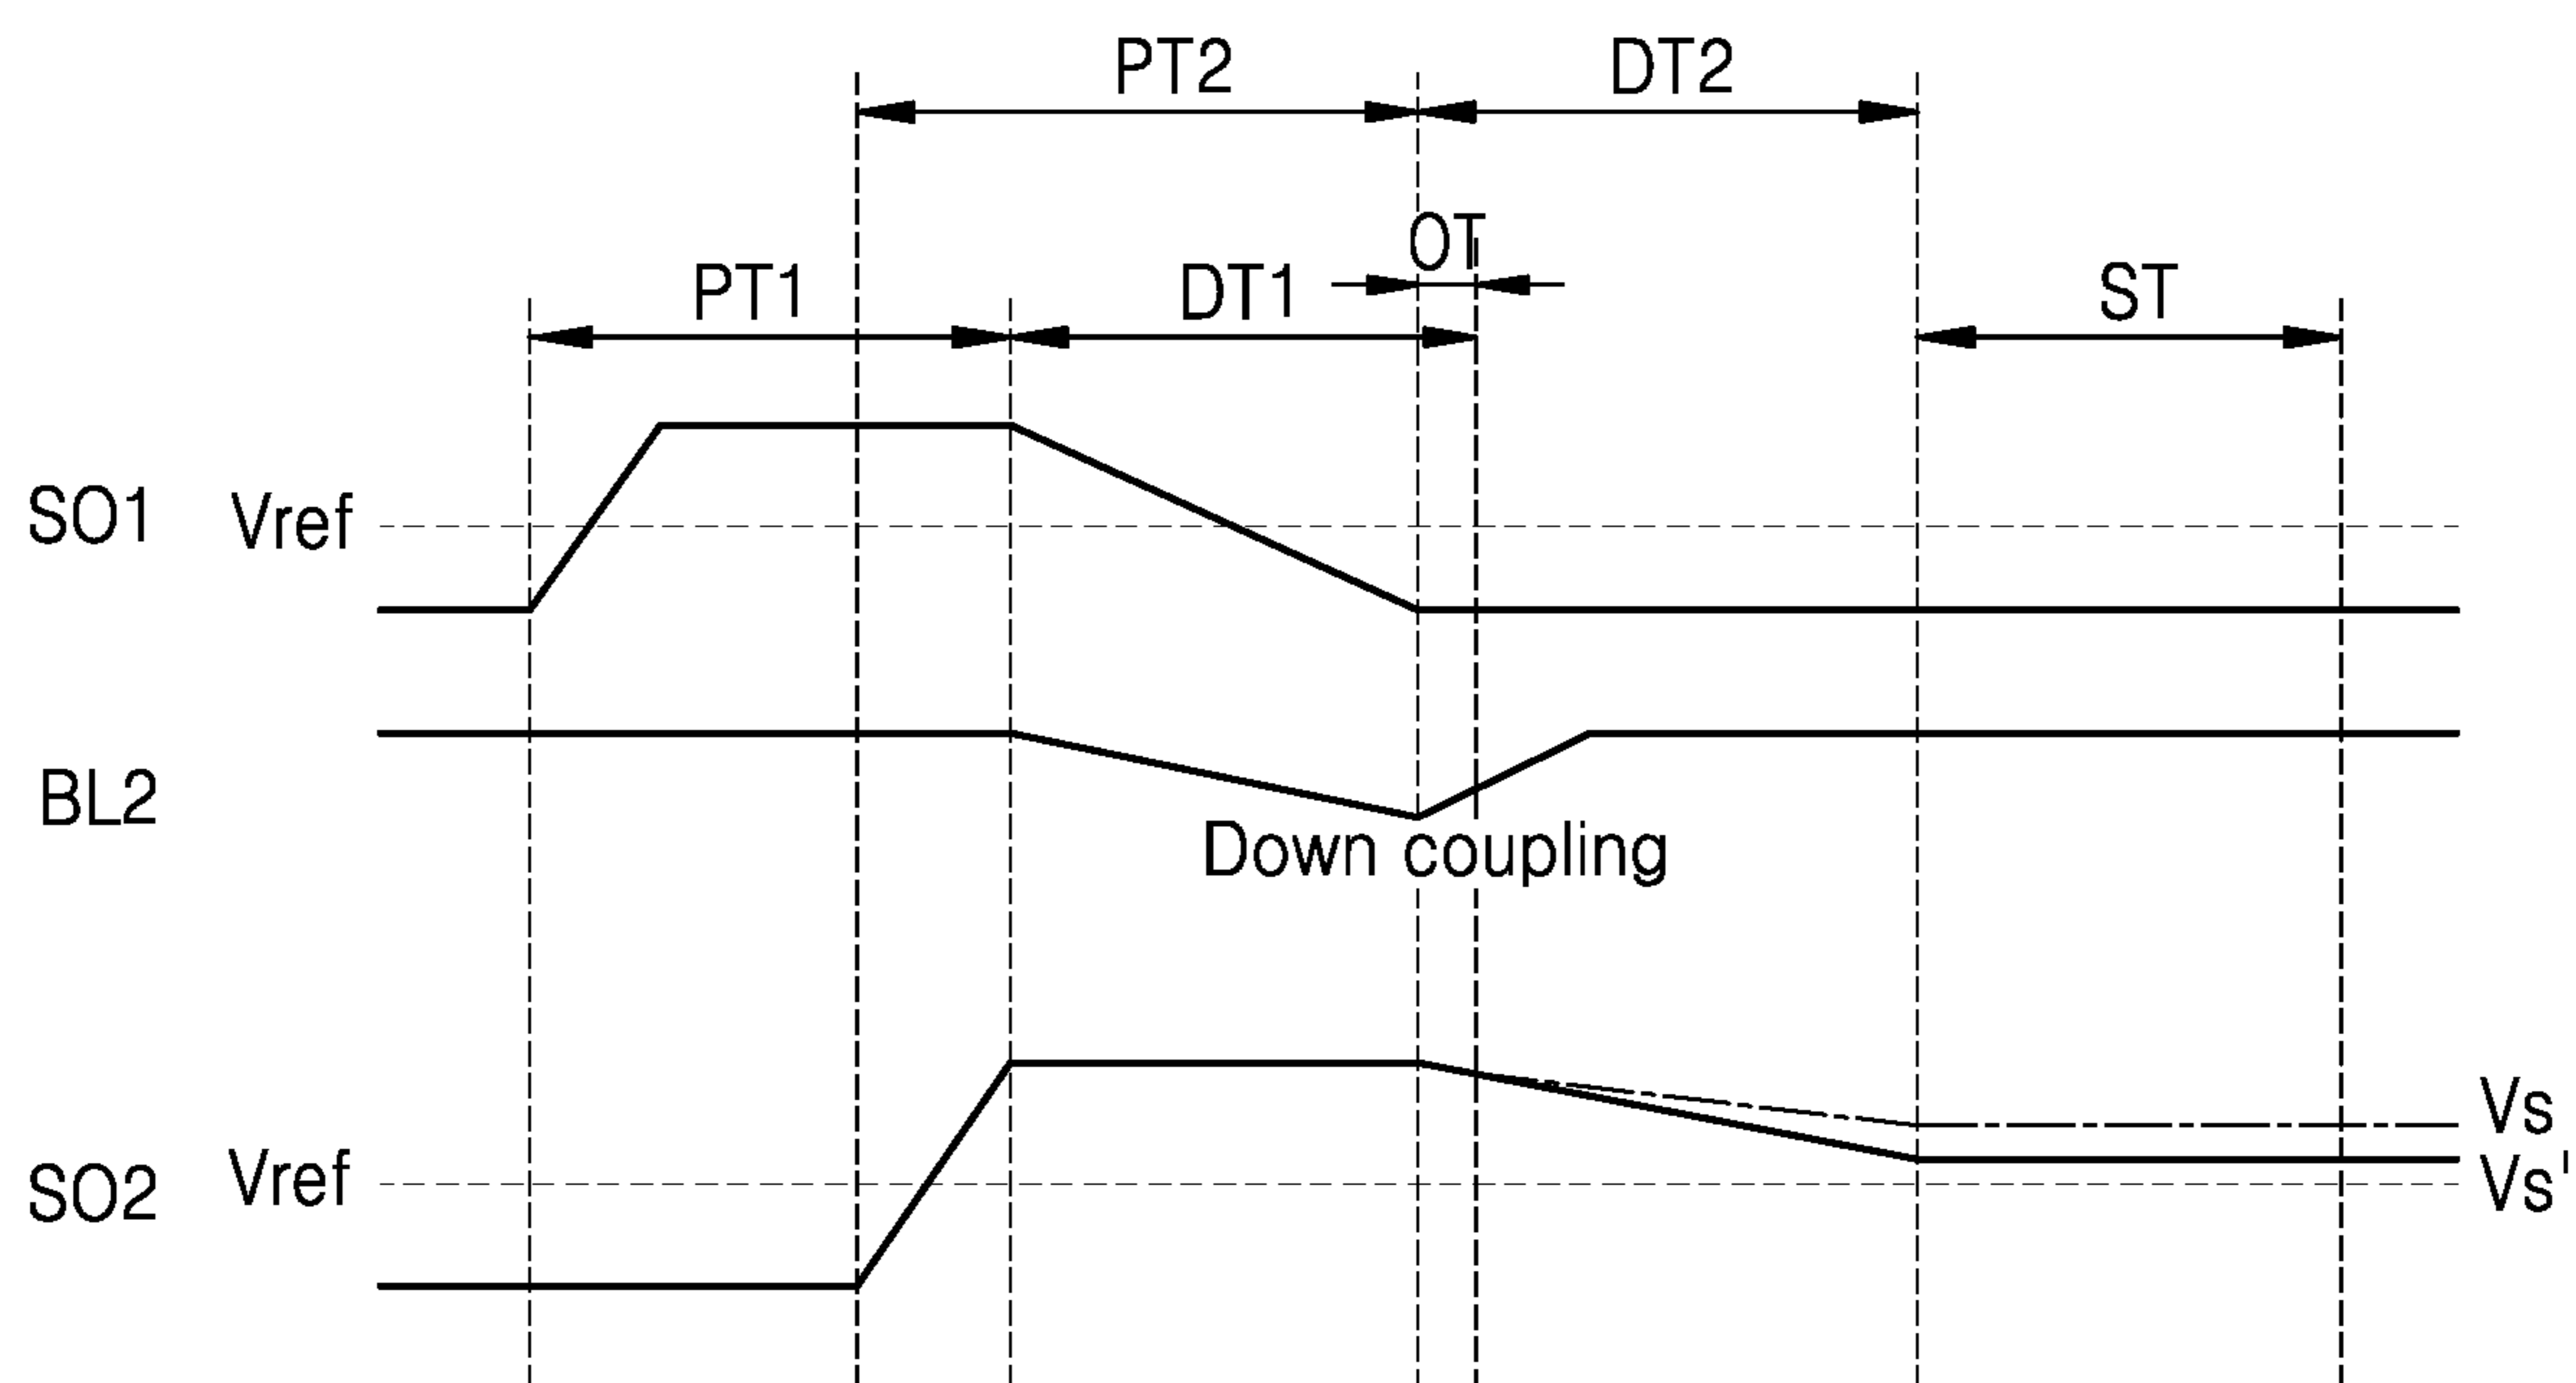 PT2 DT2
OT
PT1 DT1 ST
SO1 Vref
BL2
Down coupling
Vs
SO2 Vref Vs'